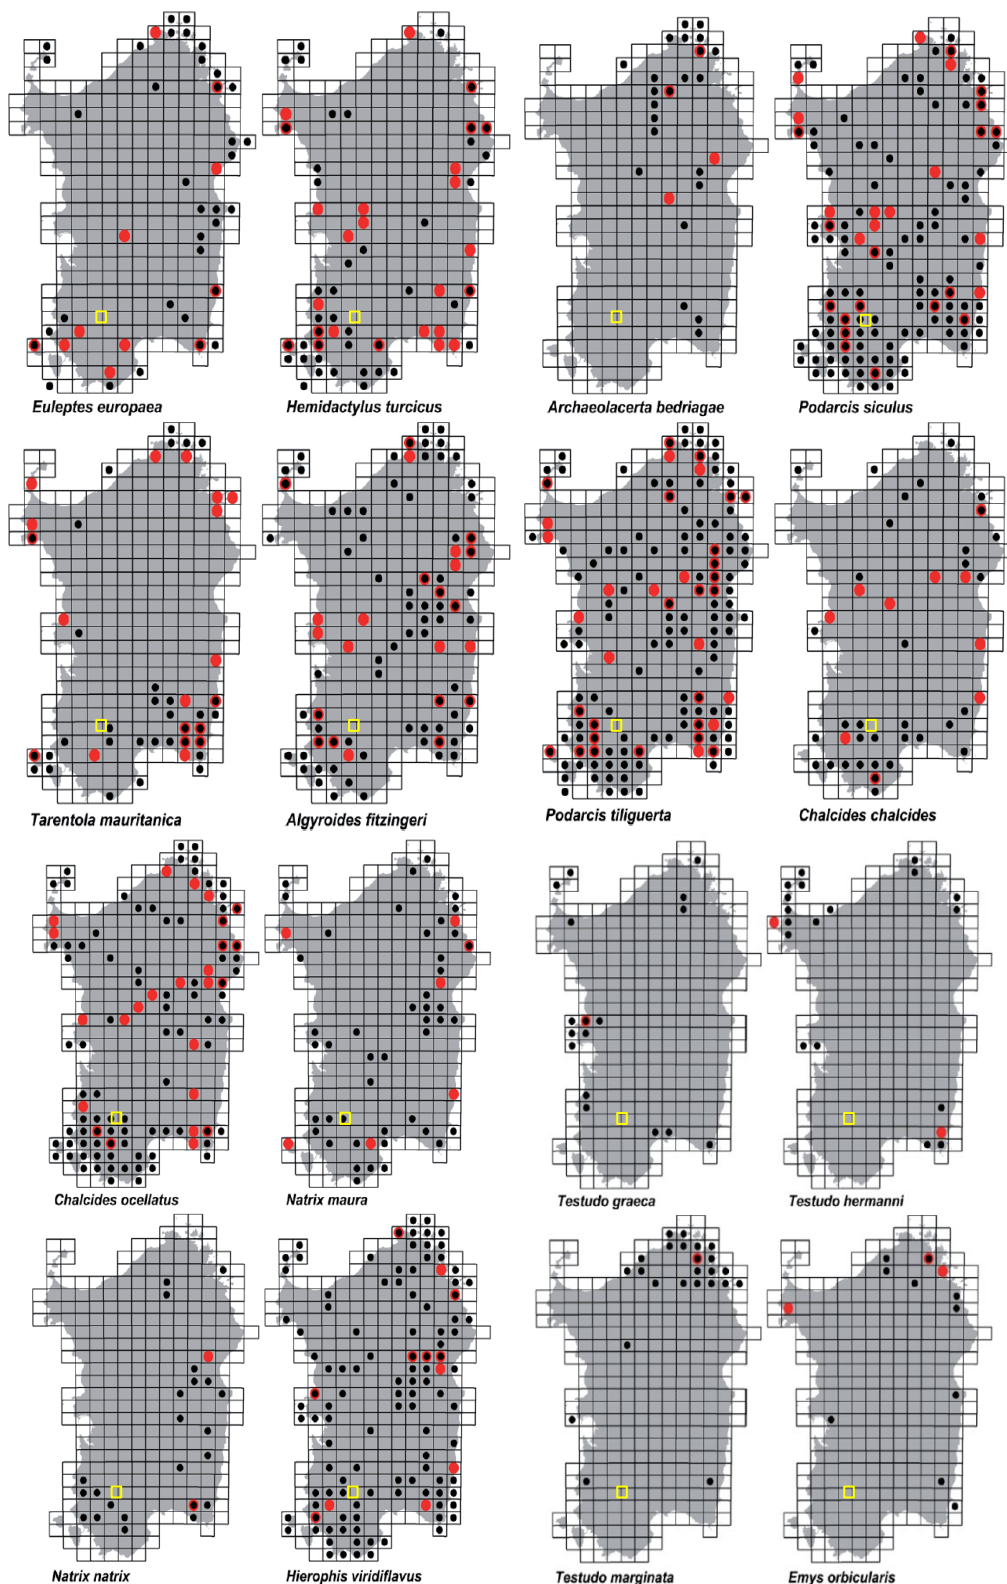 Euleptes europaea
Hemidactylus turcicus
Archaeolacerta bedriagae
Podarcis siculus
Tarentola mauritanica
Algyroides fitzingeri
Podarcis tiliguerta
Chalcides chalcides
Chalcides ocellatus
Natrix maura
Testudo graeca
Testudo hermanni
Natrix natrix
Hierophis viridiflavus
Testudo marginata
Emys orbicularis